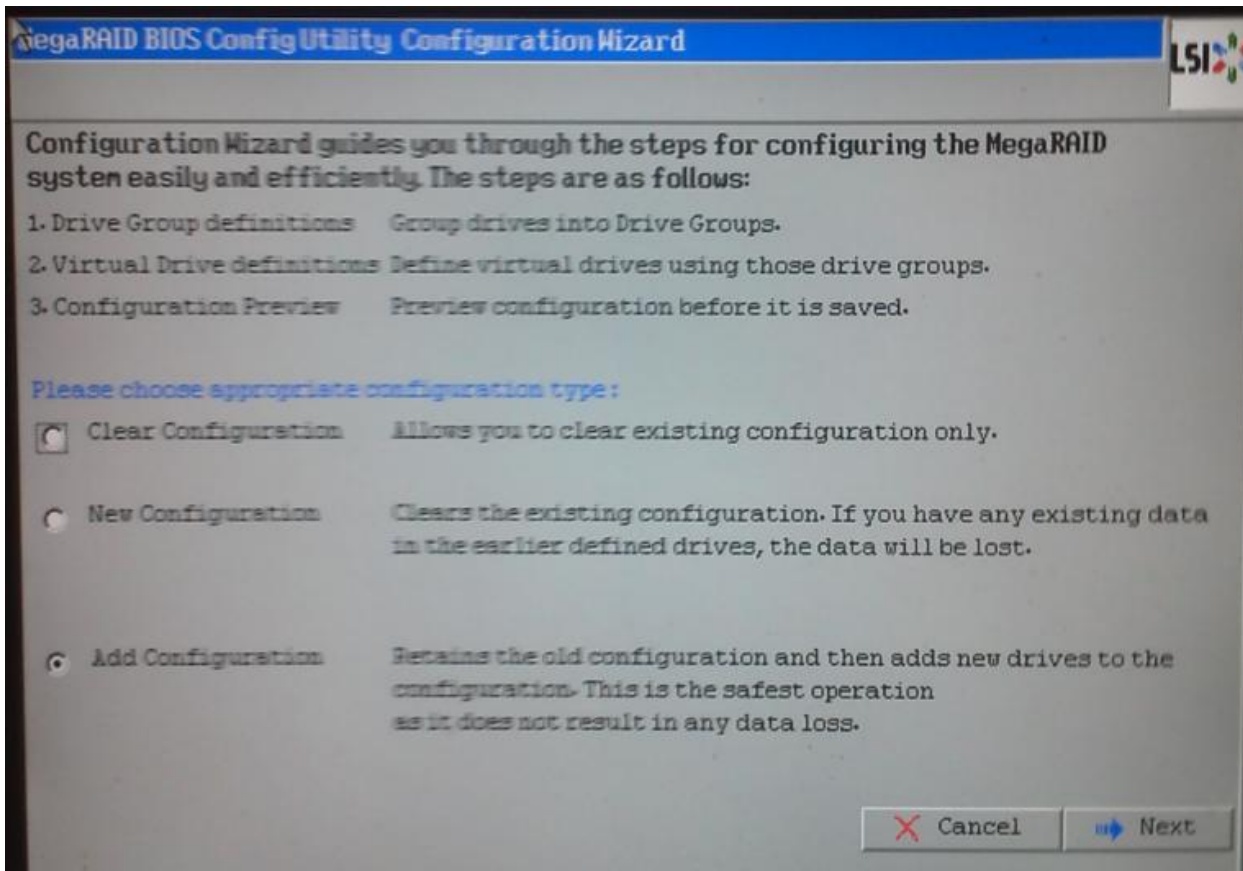 MegaRAID BIOS Config Utility Configuration Wizard
LSI
Configuration Wizard guides you through the steps for configuring the MegaRAID
system easily and efficiently. The steps are as follows:
1. Drive Group definitions Group drives into Drive Groups.
2. Virtual Drive definitions Define virtual drives using those drive groups.
3. Configuration Preview Preview configuration before it is saved.
Please choose appropriate configuration type:
Clear Configuration Allows you to clear existing configuration only.
New Configuration Clears the existing configuration. If you have any existing data
in the earlier defined drives, the data will be lost.
Add Configuration Retains the old configuration and then adds new drives to the
configuration. This is the safest operation
as it does not result in any data loss.
Cancel Next